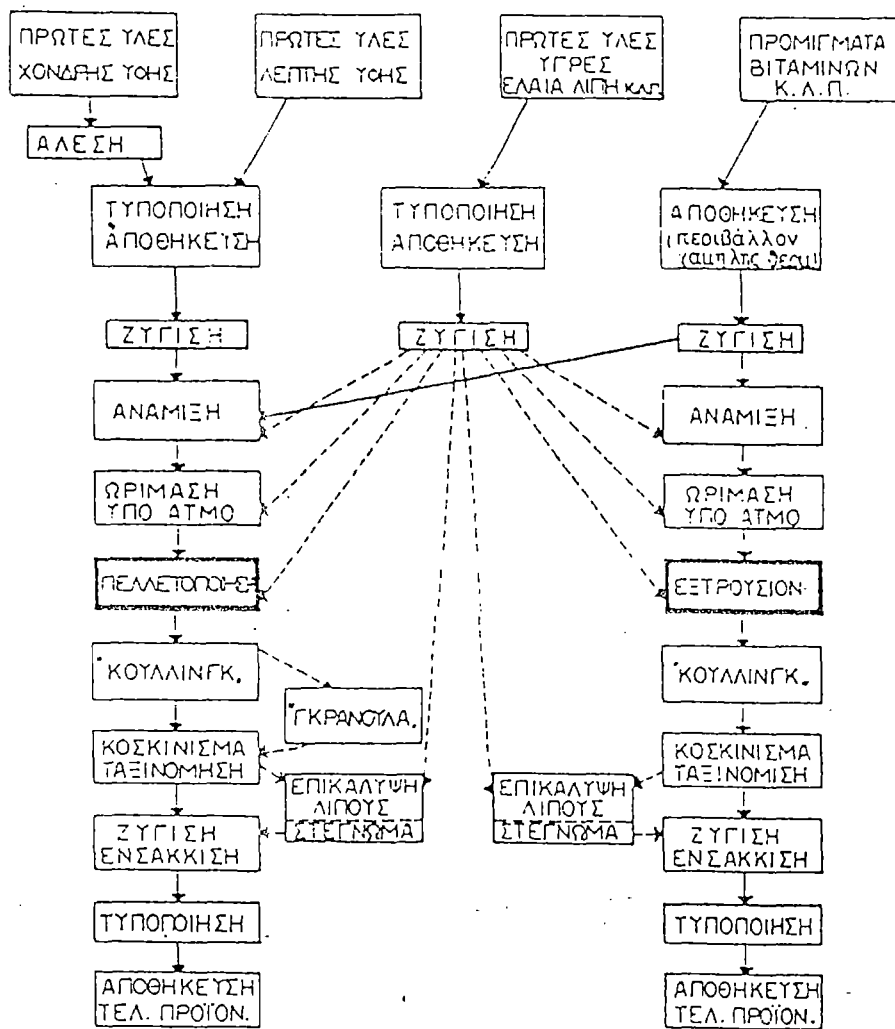 ΠΡΩΤΕΣ ΥΛΕΣ
ΧΟΝΔΡΗΣ ΥΦΗΣ
ΠΡΩΤΕΣ ΥΛΕΣ
ΛΕΠΤΗΣ ΥΦΗΣ
ΠΡΩΤΕΣ ΥΛΕΣ
ΥΓΡΕΣ
ΕΛΑΙΑ ΛΙΠΗ κ.λ.π.
ΠΡΟΜΙΓΜΑΤΑ
ΒΙΤΑΜΙΝΩΝ
Κ.Λ.Π.
ΑΛΕΣΗ
ΤΥΠΟΠΟΙΗΣΗ
ΑΠΟΘΗΚΕΥΣΗ
ΤΥΠΟΠΟΙΗΣΗ
ΑΠΟΘΗΚΕΥΣΗ
ΑΠΟΘΗΚΕΥΣΗ
(περιβάλλον
χαμηλης θερμ)
ΖΥΓΙΣΗ
ΖΥΓΙΣΗ
ΖΥΓΙΣΗ
ΑΝΑΜΙΞΗ
ΑΝΑΜΙΞΗ
ΩΡΙΜΑΣΗ
ΥΠΟ ΑΤΜΟ
ΩΡΙΜΑΣΗ
ΥΠΟ ΑΤΜΟ
ΠΕΛΛΕΤΟΠΟΙΗΣΗ
ΕΞΤΡΟΥΣΙΟΝ
"ΚΟΥΛΛΙΝΓΚ"
"ΚΟΥΛΛΙΝΓΚ"
"ΓΚΡΑΝΟΥΛΑ"
ΚΟΣΚΙΝΙΣΜΑ
ΤΑΞΙΝΟΜΗΣΗ
ΚΟΣΚΙΝΙΣΜΑ
ΤΑΞΙΝΟΜΙΣΗ
ΕΠΙΚΑΛΥΨΗ
ΛΙΠΟΥΣ
ΣΤΕΓΝΩΜΑ
ΕΠΙΚΑΛΥΨΗ
ΛΙΠΟΥΣ
ΣΤΕΓΝΩΜΑ
ΖΥΓΙΣΗ
ΕΝΣΑΚΚΙΣΗ
ΖΥΓΙΣΗ
ΕΝΣΑΚΚΙΣΗ
ΤΥΠΟΠΟΙΗΣΗ
ΤΥΠΟΠΟΙΗΣΗ
ΑΠΟΘΗΚΕΥΣΗ
ΤΕΛ. ΠΡΟΪΟΝ.
ΑΠΟΘΗΚΕΥΣΗ
ΤΕΛ. ΠΡΟΪΟΝ.